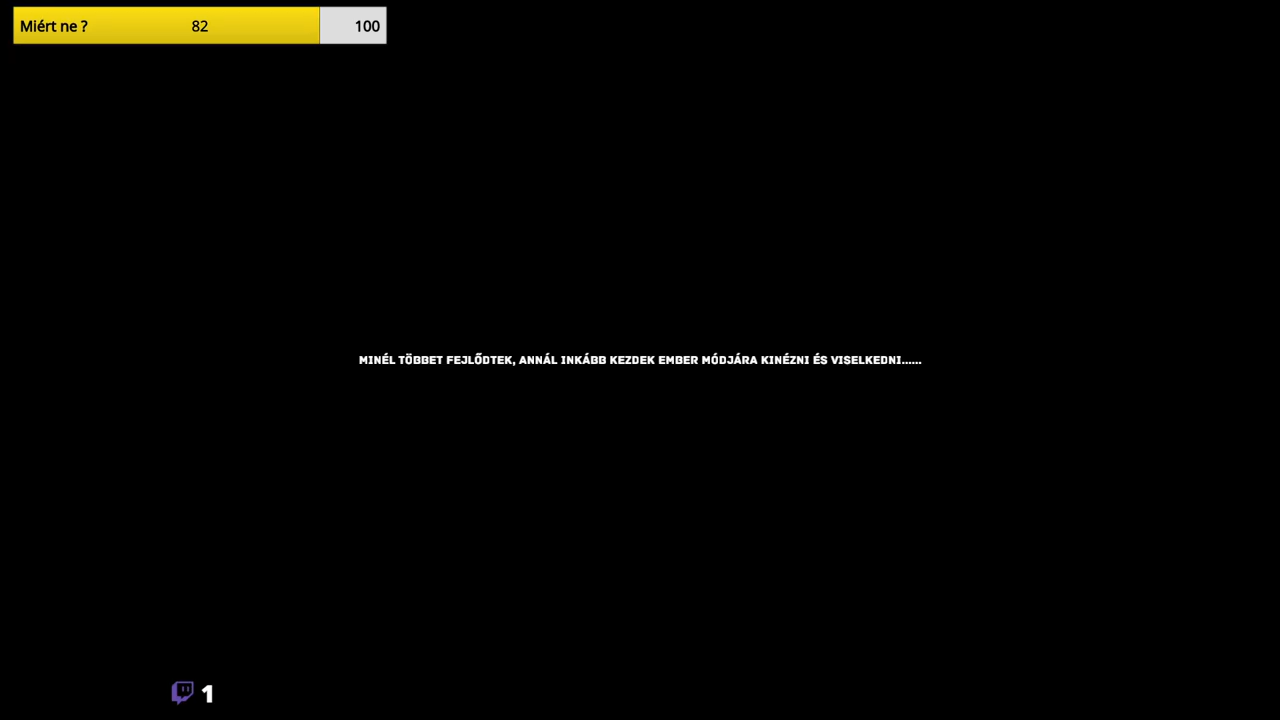 Miért ne ? 82 100
MINÉL TÖBBET FEJLŐDTEK, ANNÁL INKÁBB KEZDEK EMBER MÓDJÁRA KINÉZNI ÉS VISELKEDNI......
1